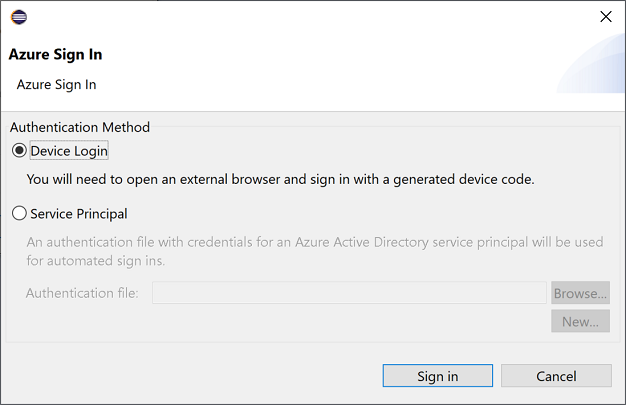 Azure Sign In
Azure Sign In
Authentication Method
Device Login
You will need to open an external browser and sign in with a generated device code.
Service Principal
An authentication file with credentials for an Azure Active Directory service principal will be used
for automated sign ins.
Authentication file:
Browse...
New...
Sign in
Cancel